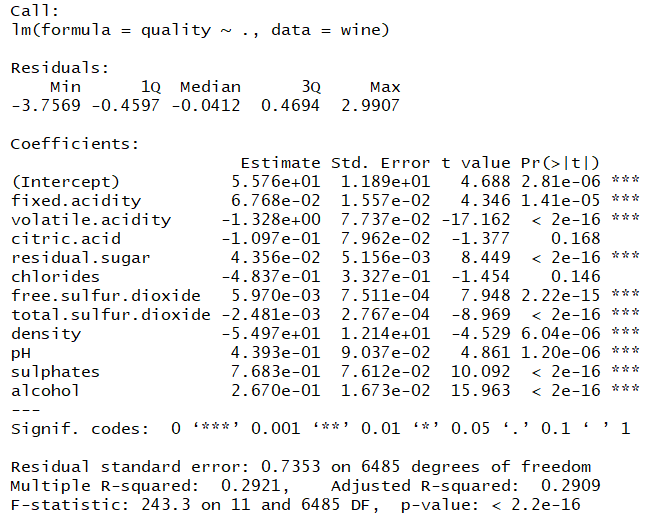 Call:
lm(formula = quality ~ ., data = wine)
Residuals:
    Min      1Q  Median      3Q     Max
-3.7569 -0.4597 -0.0412  0.4694  2.9907
Coefficients:
                       Estimate Std. Error t value Pr(>|t|)
(Intercept)           5.576e+01  1.189e+01   4.688 2.81e-06 ***
fixed.acidity         6.768e-02  1.557e-02   4.346 1.41e-05 ***
volatile.acidity     -1.328e+00  7.737e-02 -17.162  < 2e-16 ***
citric.acid          -1.097e-01  7.962e-02  -1.377    0.168
residual.sugar        4.356e-02  5.156e-03   8.449  < 2e-16 ***
chlorides            -4.837e-01  3.327e-01  -1.454    0.146
free.sulfur.dioxide   5.970e-03  7.511e-04   7.948 2.22e-15 ***
total.sulfur.dioxide -2.481e-03  2.767e-04  -8.969  < 2e-16 ***
density              -5.497e+01  1.214e+01  -4.529 6.04e-06 ***
pH                    4.393e-01  9.037e-02   4.861 1.20e-06 ***
sulphates             7.683e-01  7.612e-02  10.092  < 2e-16 ***
alcohol               2.670e-01  1.673e-02  15.963  < 2e-16 ***
---
Signif. codes:  0 ‘***’ 0.001 ‘**’ 0.01 ‘*’ 0.05 ‘.’ 0.1 ‘ ’ 1
Residual standard error: 0.7353 on 6485 degrees of freedom
Multiple R-squared:  0.2921,    Adjusted R-squared:  0.2909
F-statistic: 243.3 on 11 and 6485 DF,  p-value: < 2.2e-16